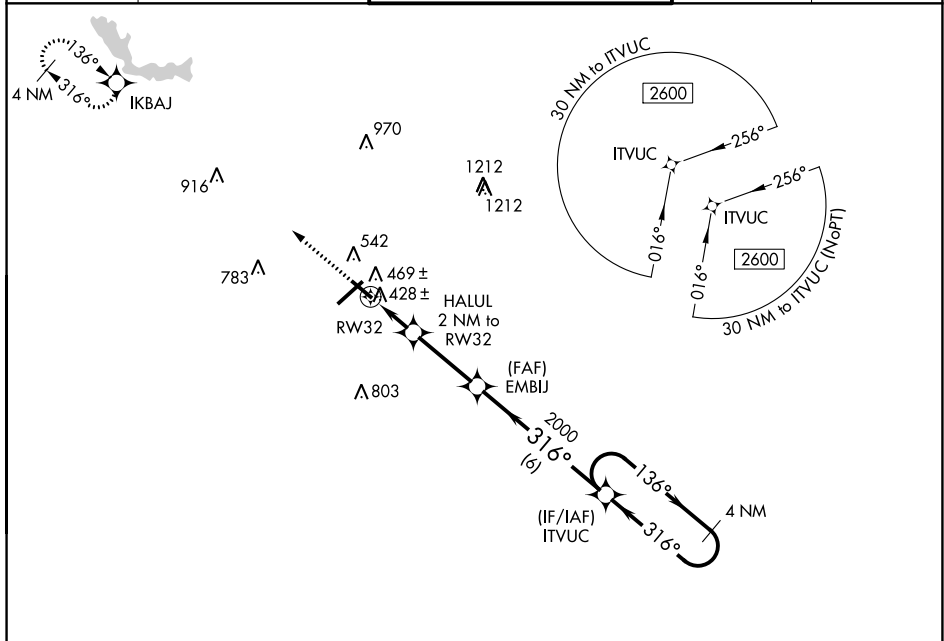 136°
316°
4 NM
IKBAJ
970
916
1212
1212
542
783
469 ±
428 ±
RW32
HALUL
2 NM to
RW32
(FAF)
EMBIJ
803
2000
316°
(6)
(IF/IAF)
ITVUC
136°
316°
4 NM
30 NM to ITVUC
2600
256°
ITVUC
016°
256°
ITVUC
016°
2600
30 NM to ITVUC (NoPT)